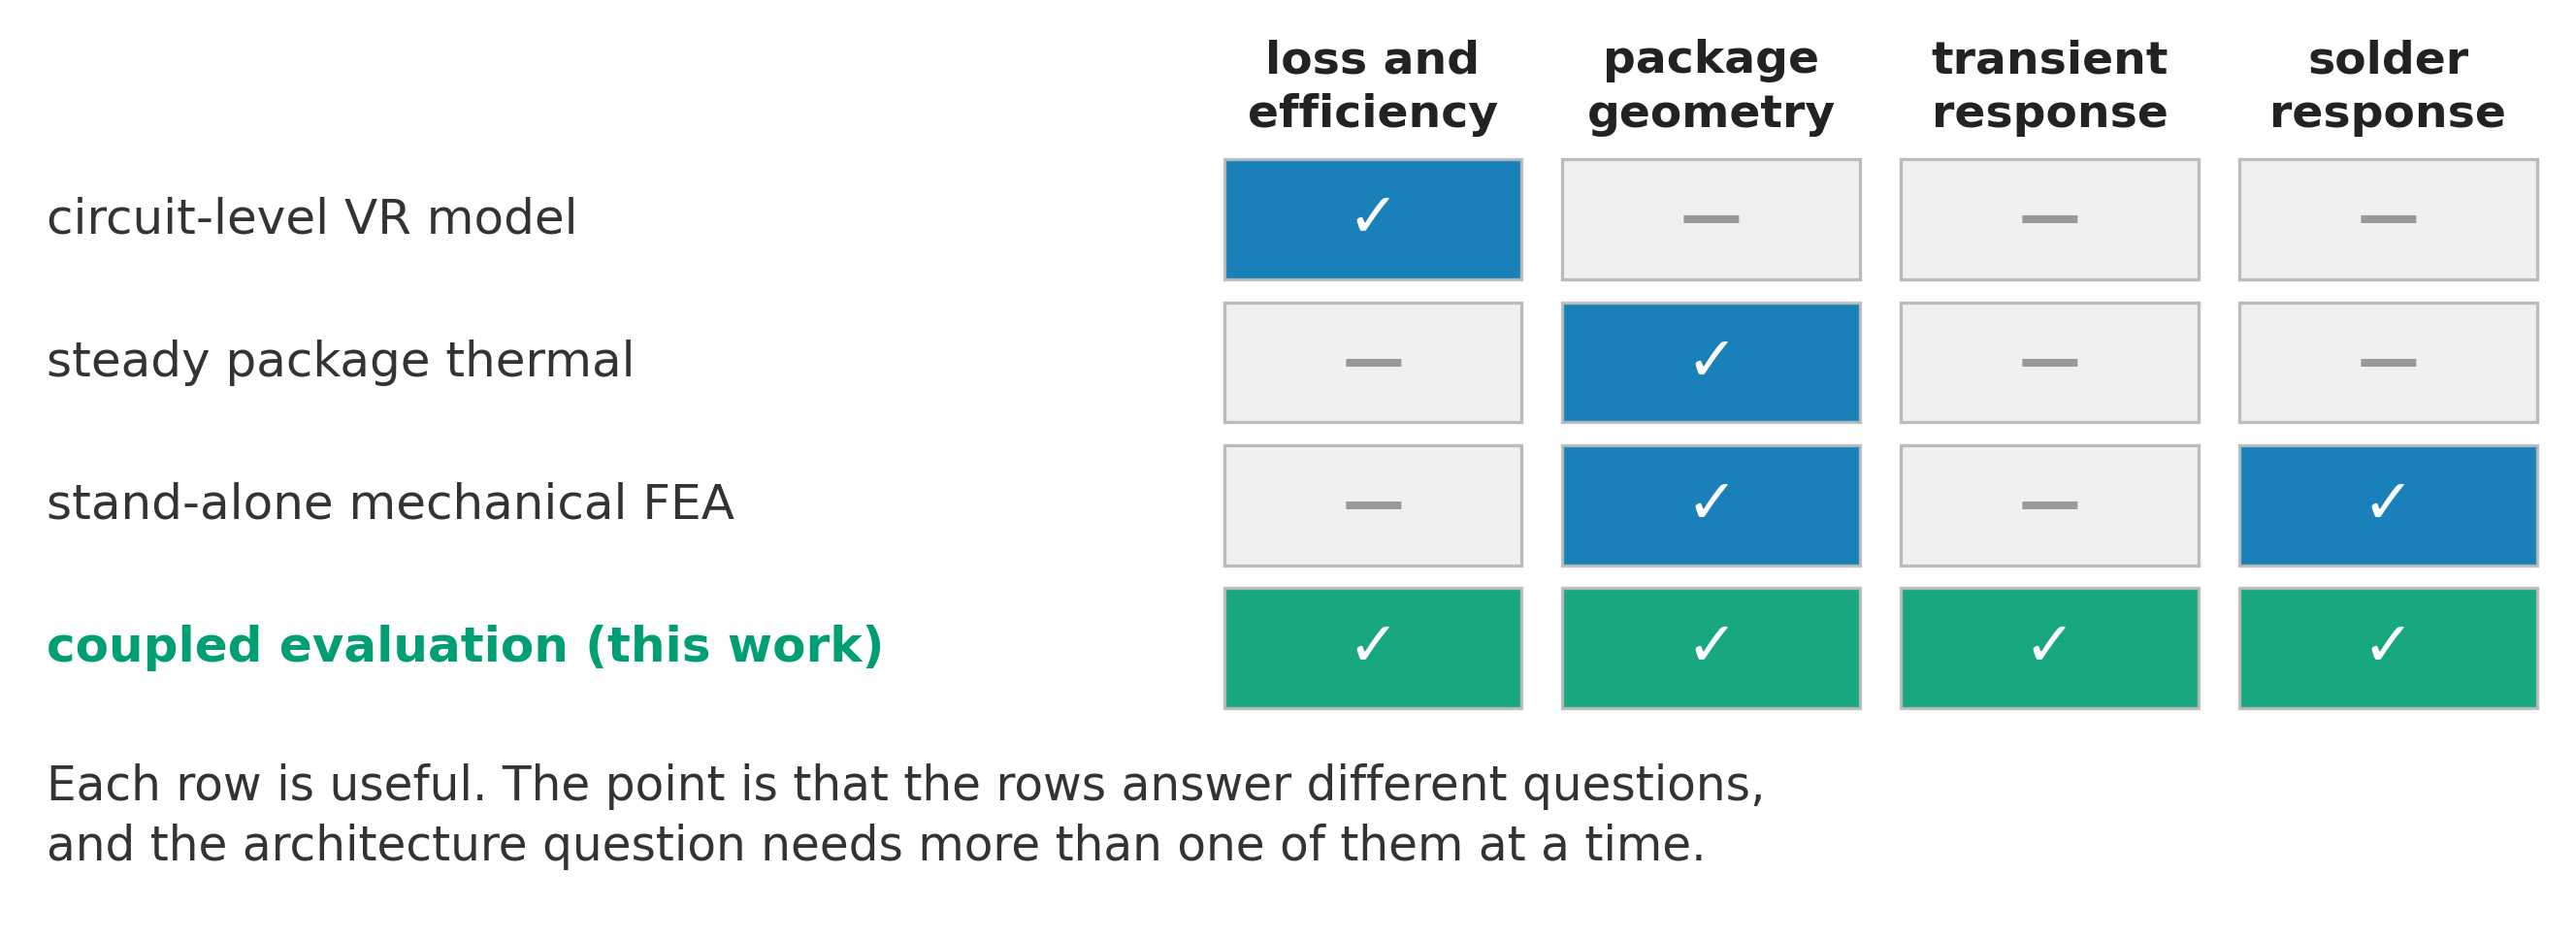 loss and efficiency
package geometry
transient response
solder response
circuit-level VR model ✓ — — —
steady package thermal — ✓ — —
stand-alone mechanical FEA — ✓ — ✓
coupled evaluation (this work) ✓ ✓ ✓ ✓
Each row is useful. The point is that the rows answer different questions,
and the architecture question needs more than one of them at a time.